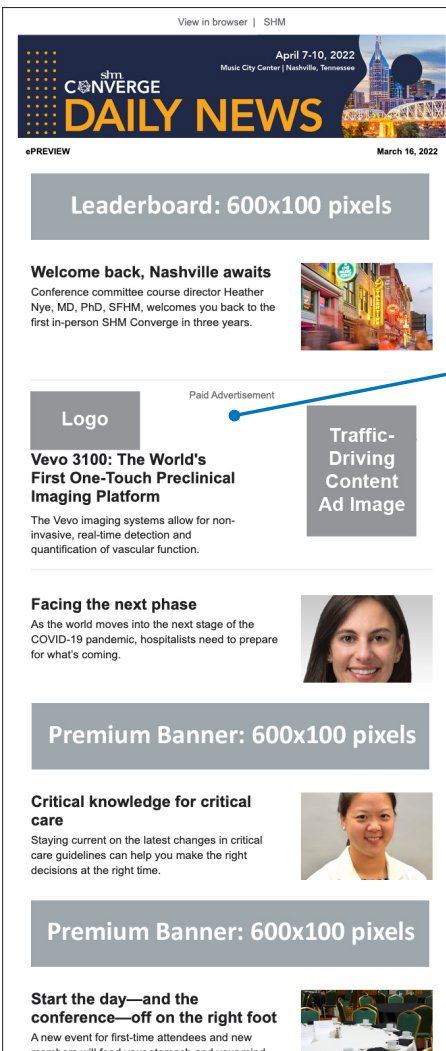 View in browser | SHM
April 7-10, 2022
Music City Center | Nashville, Tennessee
shm
CONVERGE
DAILY NEWS
ePREVIEW
March 16, 2022
Leaderboard: 600x100 pixels
Welcome back, Nashville awaits
Conference committee course director Heather
Nye, MD, PhD, SFHM, welcomes you back to the
first in-person SHM Converge in three years.
Paid Advertisement
Logo
Vevo 3100: The World's
First One-Touch Preclinical
Imaging Platform
The Vevo imaging systems allow for non-
invasive, real-time detection and
quantification of vascular function.
Traffic-
Driving
Content
Ad Image
Facing the next phase
As the world moves into the next stage of the
COVID-19 pandemic, hospitalists need to prepare
for what's coming.
Premium Banner: 600x100 pixels
Critical knowledge for critical
care
Staying current on the latest changes in critical
care guidelines can help you make the right
decisions at the right time.
Premium Banner: 600x100 pixels
Start the day—and the
conference—off on the right foot
A new event for first-time attendees and new
members will feed your stomach and your mind